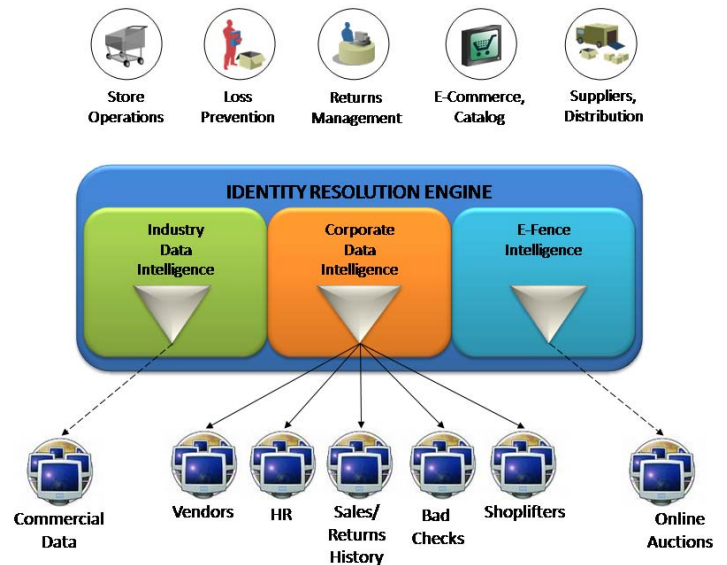 Store
Operations
Loss
Prevention
Returns
Management
E-Commerce,
Catalog
Suppliers,
Distribution
IDENTITY RESOLUTION ENGINE
Industry
Data
Intelligence
Corporate
Data
Intelligence
E-Fence
Intelligence
Commercial
Data
Vendors
HR
Sales/
Returns
History
Bad
Checks
Shoplifters
Online
Auctions